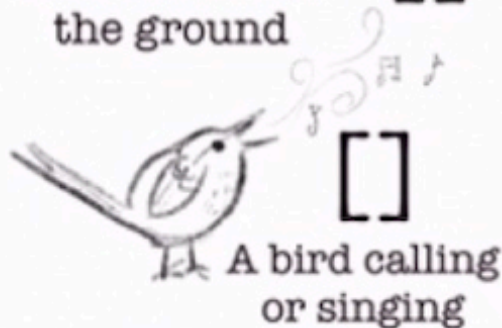 the ground
[ ]
A bird calling
or singing